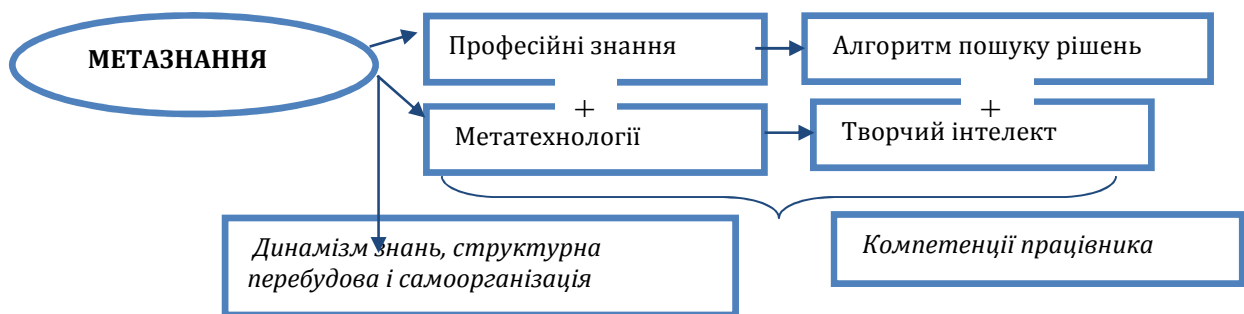 МЕТАЗНАННЯ
Професійні знання
Алгоритм пошуку рішень
+
+
Метатехнології
Творчий інтелект
Динамізм знань, структурна
перебудова і самоорганізація
Компетенції працівника